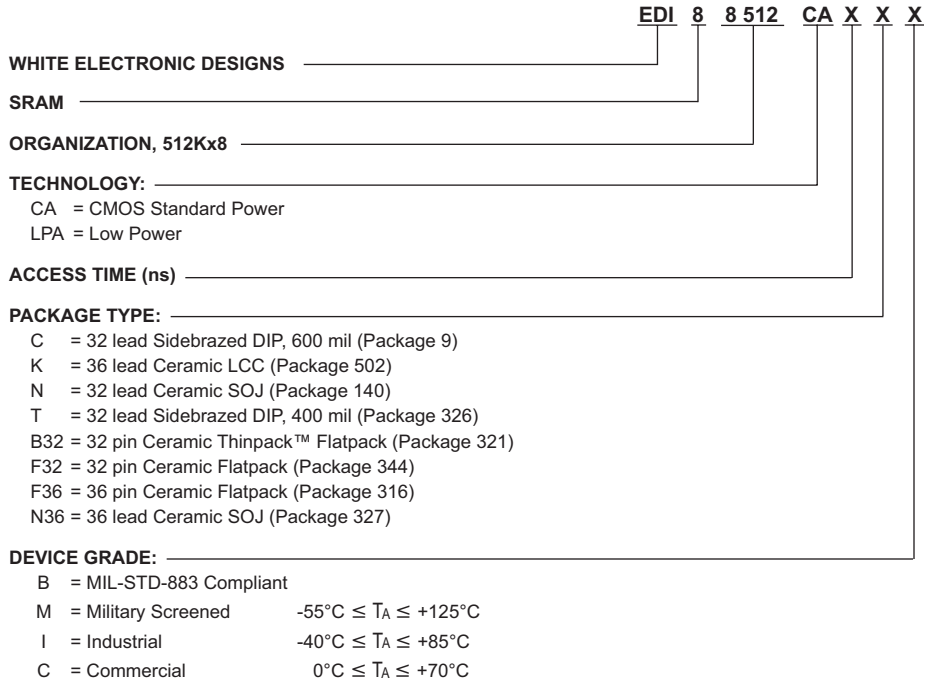 EDI 8 8 512 CA X X X
WHITE ELECTRONIC DESIGNS
SRAM
ORGANIZATION, 512Kx8
TECHNOLOGY:
CA = CMOS Standard Power
LPA = Low Power
ACCESS TIME (ns)
PACKAGE TYPE:
C = 32 lead Sidebrazed DIP, 600 mil (Package 9)
K = 36 lead Ceramic LCC (Package 502)
N = 32 lead Ceramic SOJ (Package 140)
T = 32 lead Sidebrazed DIP, 400 mil (Package 326)
B32 = 32 pin Ceramic Thinpack™ Flatpack (Package 321)
F32 = 32 pin Ceramic Flatpack (Package 344)
F36 = 36 pin Ceramic Flatpack (Package 316)
N36 = 36 lead Ceramic SOJ (Package 327)
DEVICE GRADE:
B = MIL-STD-883 Compliant
M = Military Screened -55°C ≤ TA ≤ +125°C
I = Industrial -40°C ≤ TA ≤ +85°C
C = Commercial 0°C ≤ TA ≤ +70°C